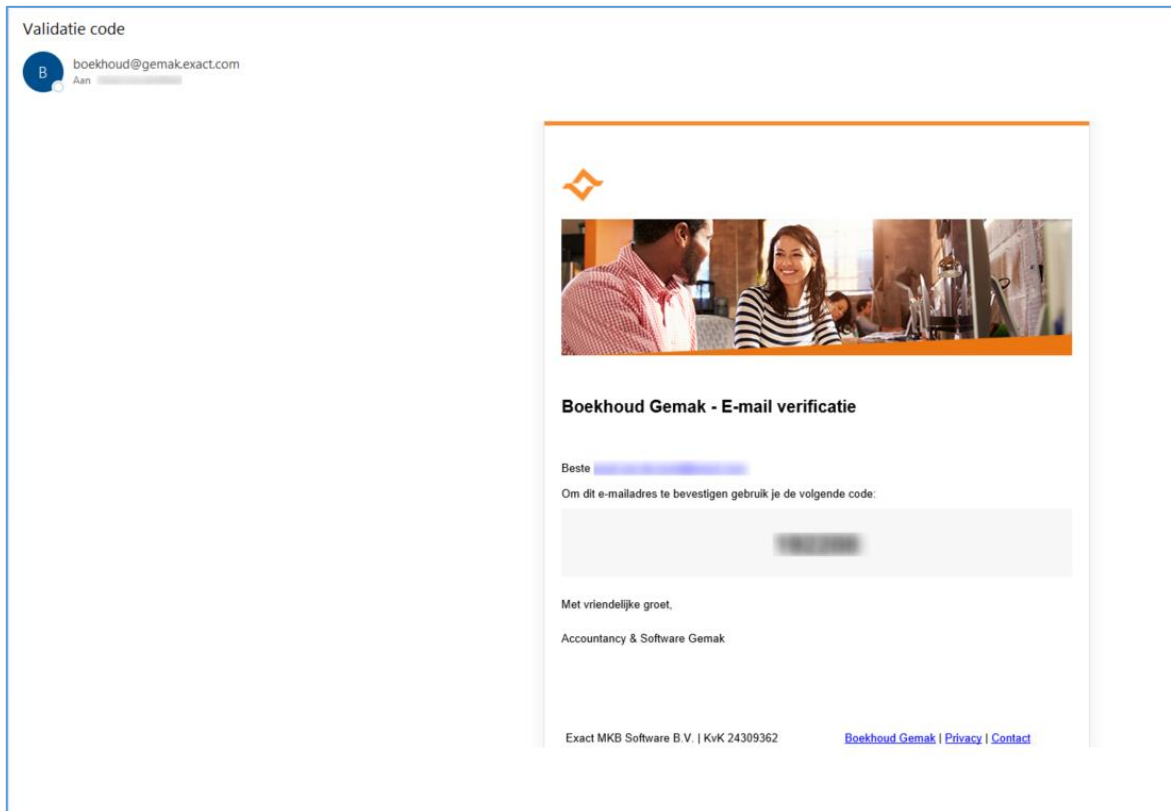 Validatie code
B
boekhoud@gemak.exact.com
Aan
Boekhoud Gemak - E-mail verificatie
Beste
Om dit e-mailadres te bevestigen gebruik je de volgende code:
Met vriendelijke groet,
Accountancy & Software Gemak
Exact MKB Software B.V. | KvK 24309362 Boekhoud Gemak | Privacy | Contact